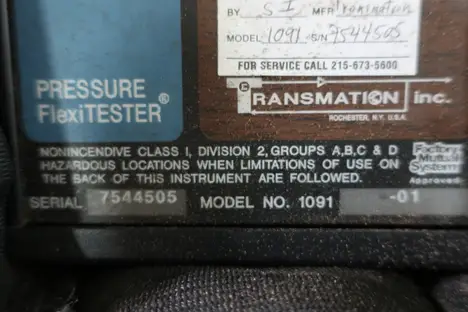 BY S I MFR Transmation
MODEL 1091 S/N 7544505
FOR SERVICE CALL 215-673-5600
PRESSURE
FlexiTESTER®
TRANSMATION inc.
ROCHESTER, N.Y. U.S.A.
NONINCENDIVE CLASS I, DIVISION 2, GROUPS A,B,C & D
HAZARDOUS LOCATIONS WHEN LIMITATIONS OF USE ON
THE BACK OF THIS INSTRUMENT ARE FOLLOWED.
Factory
Mutual
System
Approved
SERIAL 7544505 MODEL NO. 1091 -01